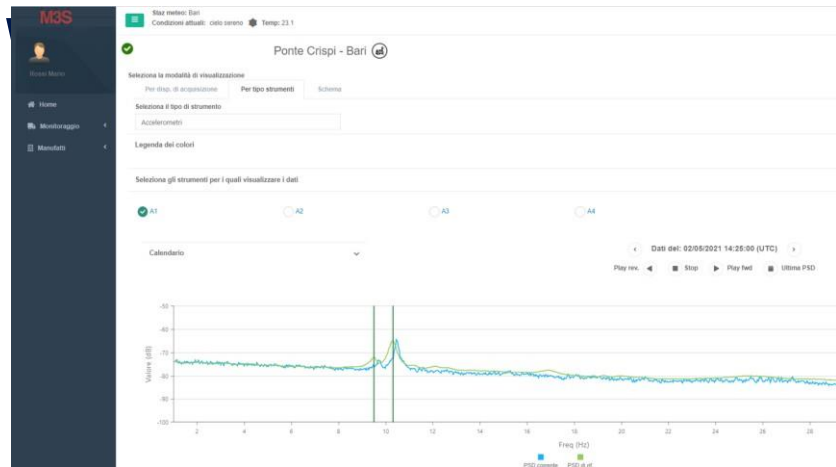 M3S
Staz meteo: Bari
Condizioni attuali: cielo sereno Temp: 23.1
Rossi Mario
Ponte Crispi - Bari
Seleziona la modalità di visualizzazione
Per disp. di acquisizione Per tipo strumenti Schema
Home
Seleziona il tipo di strumento
Monitoraggio
Accelerometri
Manufatti
Legenda dei colori
Seleziona gli strumenti per i quali visualizzare i dati
A1 A2 A3 A4
Calendario
Dati del: 02/05/2021 14:25:00 (UTC)
Play rev. Stop Play fwd Ultima PSD
Valore (dB)
-50
-60
-70
-80
-90
-100
2 4 6 8 10 12 14 16 18 20 22 24 26 28
Freq (Hz)
PSD corrente PSD di rif.